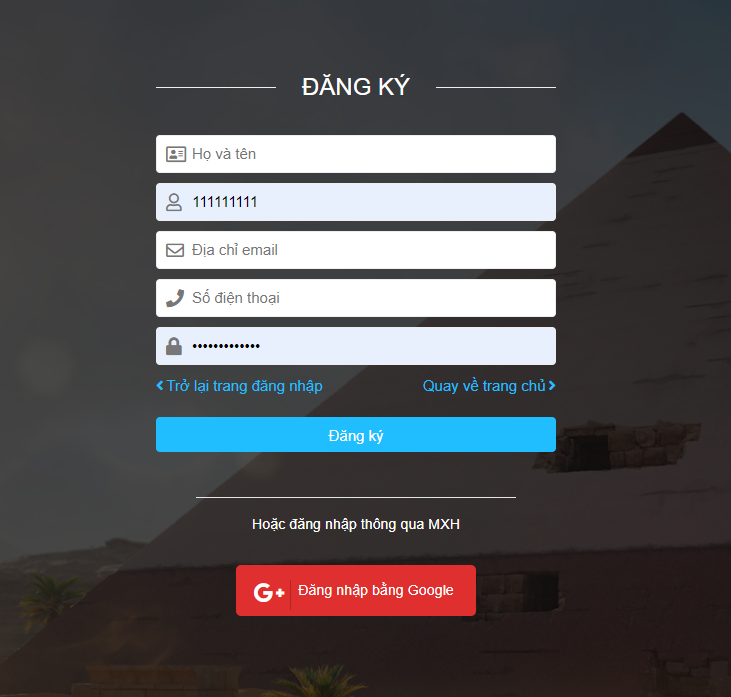 ĐĂNG KÝ
Họ và tên
111111111
Địa chỉ email
Số điện thoại
•••••••••••••
Trở lại trang đăng nhập
Quay về trang chủ
Đăng ký
Hoặc đăng nhập thông qua MXH
G+ Đăng nhập bằng Google